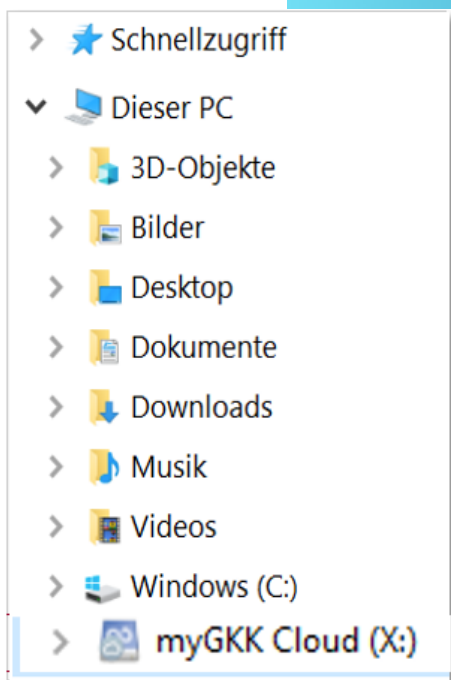 Schnellzugriff
Dieser PC
3D-Objekte
Bilder
Desktop
Dokumente
Downloads
Musik
Videos
Windows (C:)
myGKK Cloud (X:)